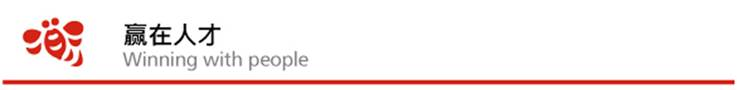 赢在人才
Winning with people